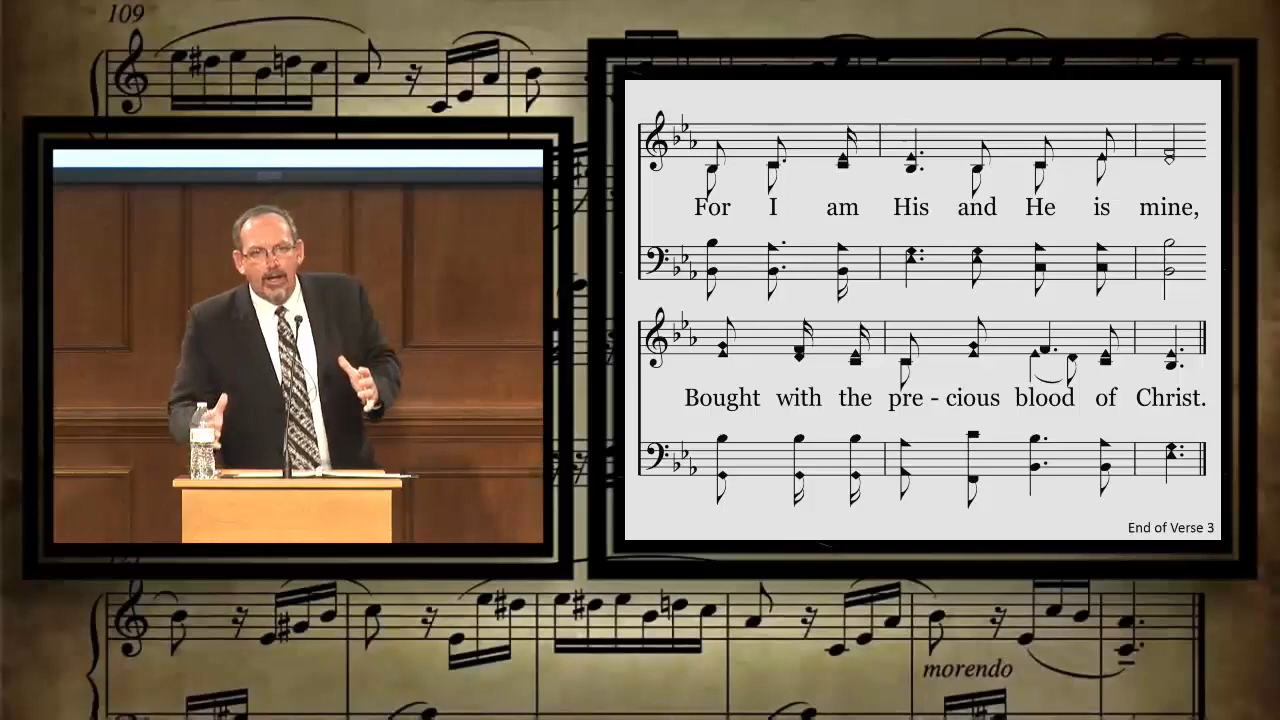 109
For I am His and He is mine,
Bought with the pre - cious blood of Christ.
End of Verse 3
morendo